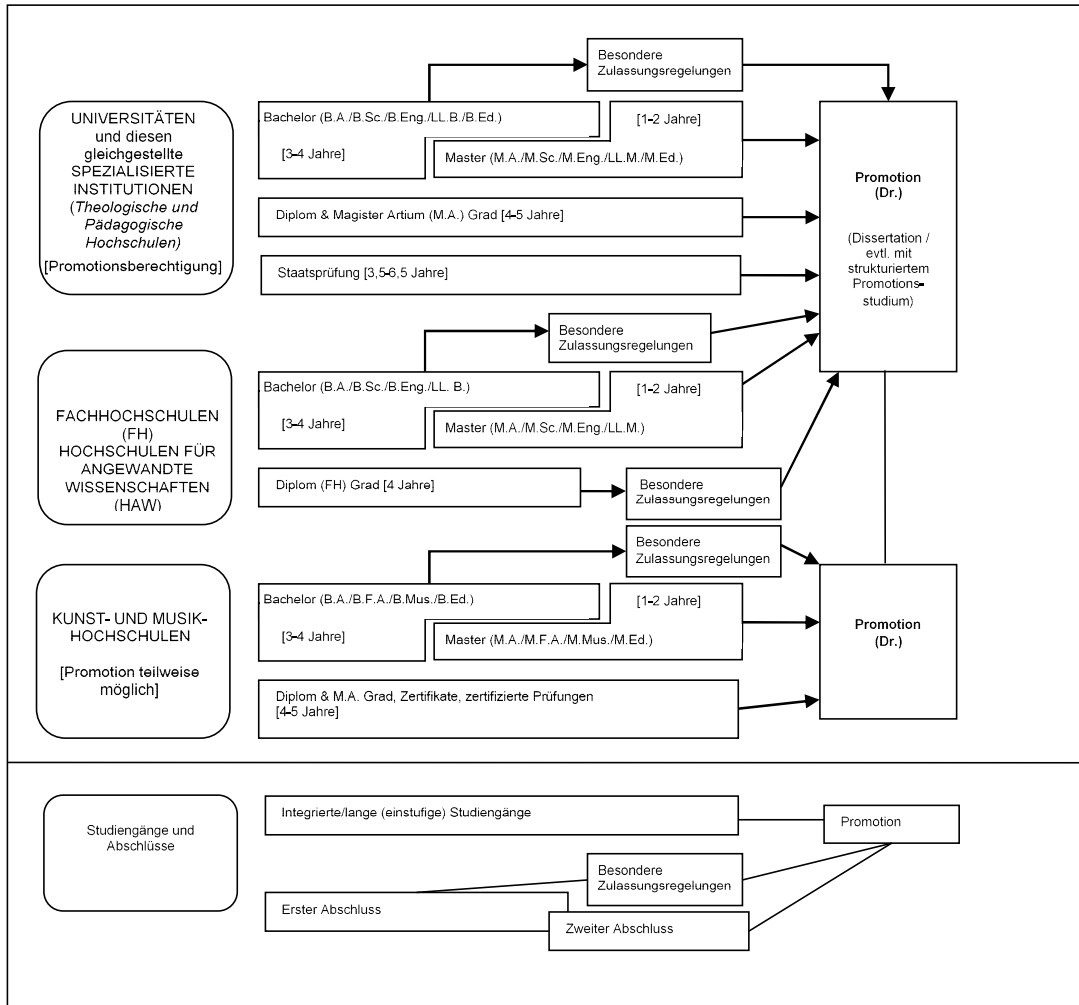 Besondere
Zulassungsregelungen
UNIVERSITÄTEN
und diesen
gleichgestellte
SPEZIALISIERTE
INSTITUTIONEN
(Theologische und
Pädagogische
Hochschulen)
[Promotionsberechtigung]
Bachelor (B.A./B.Sc./B.Eng./LL.B./B.Ed.)
[3-4 Jahre]
[1-2 Jahre]
Master (M.A./M.Sc./M.Eng./LL.M./M.Ed.)
Diplom & Magister Artium (M.A.) Grad [4-5 Jahre]
Staatsprüfung [3,5-6,5 Jahre]
Promotion
(Dr.)
(Dissertation /
evtl. mit
strukturiertem
Promotions-
studium)
FACHHOCHSCHULEN
(FH)
HOCHSCHULEN FÜR
ANGEWANDTE
WISSENSCHAFTEN
(HAW)
Besondere
Zulassungsregelungen
Bachelor (B.A./B.Sc./B.Eng./LL. B.)
[3-4 Jahre]
[1-2 Jahre]
Master (M.A./M.Sc./M.Eng./LL.M.)
Diplom (FH) Grad [4 Jahre]
Besondere
Zulassungsregelungen
KUNST- UND MUSIK-
HOCHSCHULEN
[Promotion teilweise
möglich]
Besondere
Zulassungsregelungen
Bachelor (B.A./B.F.A./B.Mus./B.Ed.)
[3-4 Jahre]
[1-2 Jahre]
Master (M.A./M.F.A./M.Mus./M.Ed.)
Diplom & M.A. Grad, Zertifikate, zertifizierte Prüfungen
[4-5 Jahre]
Promotion
(Dr.)
Studiengänge und
Abschlüsse
Integrierte/lange (einstufige) Studiengänge
Promotion
Besondere
Zulassungsregelungen
Erster Abschluss
Zweiter Abschluss